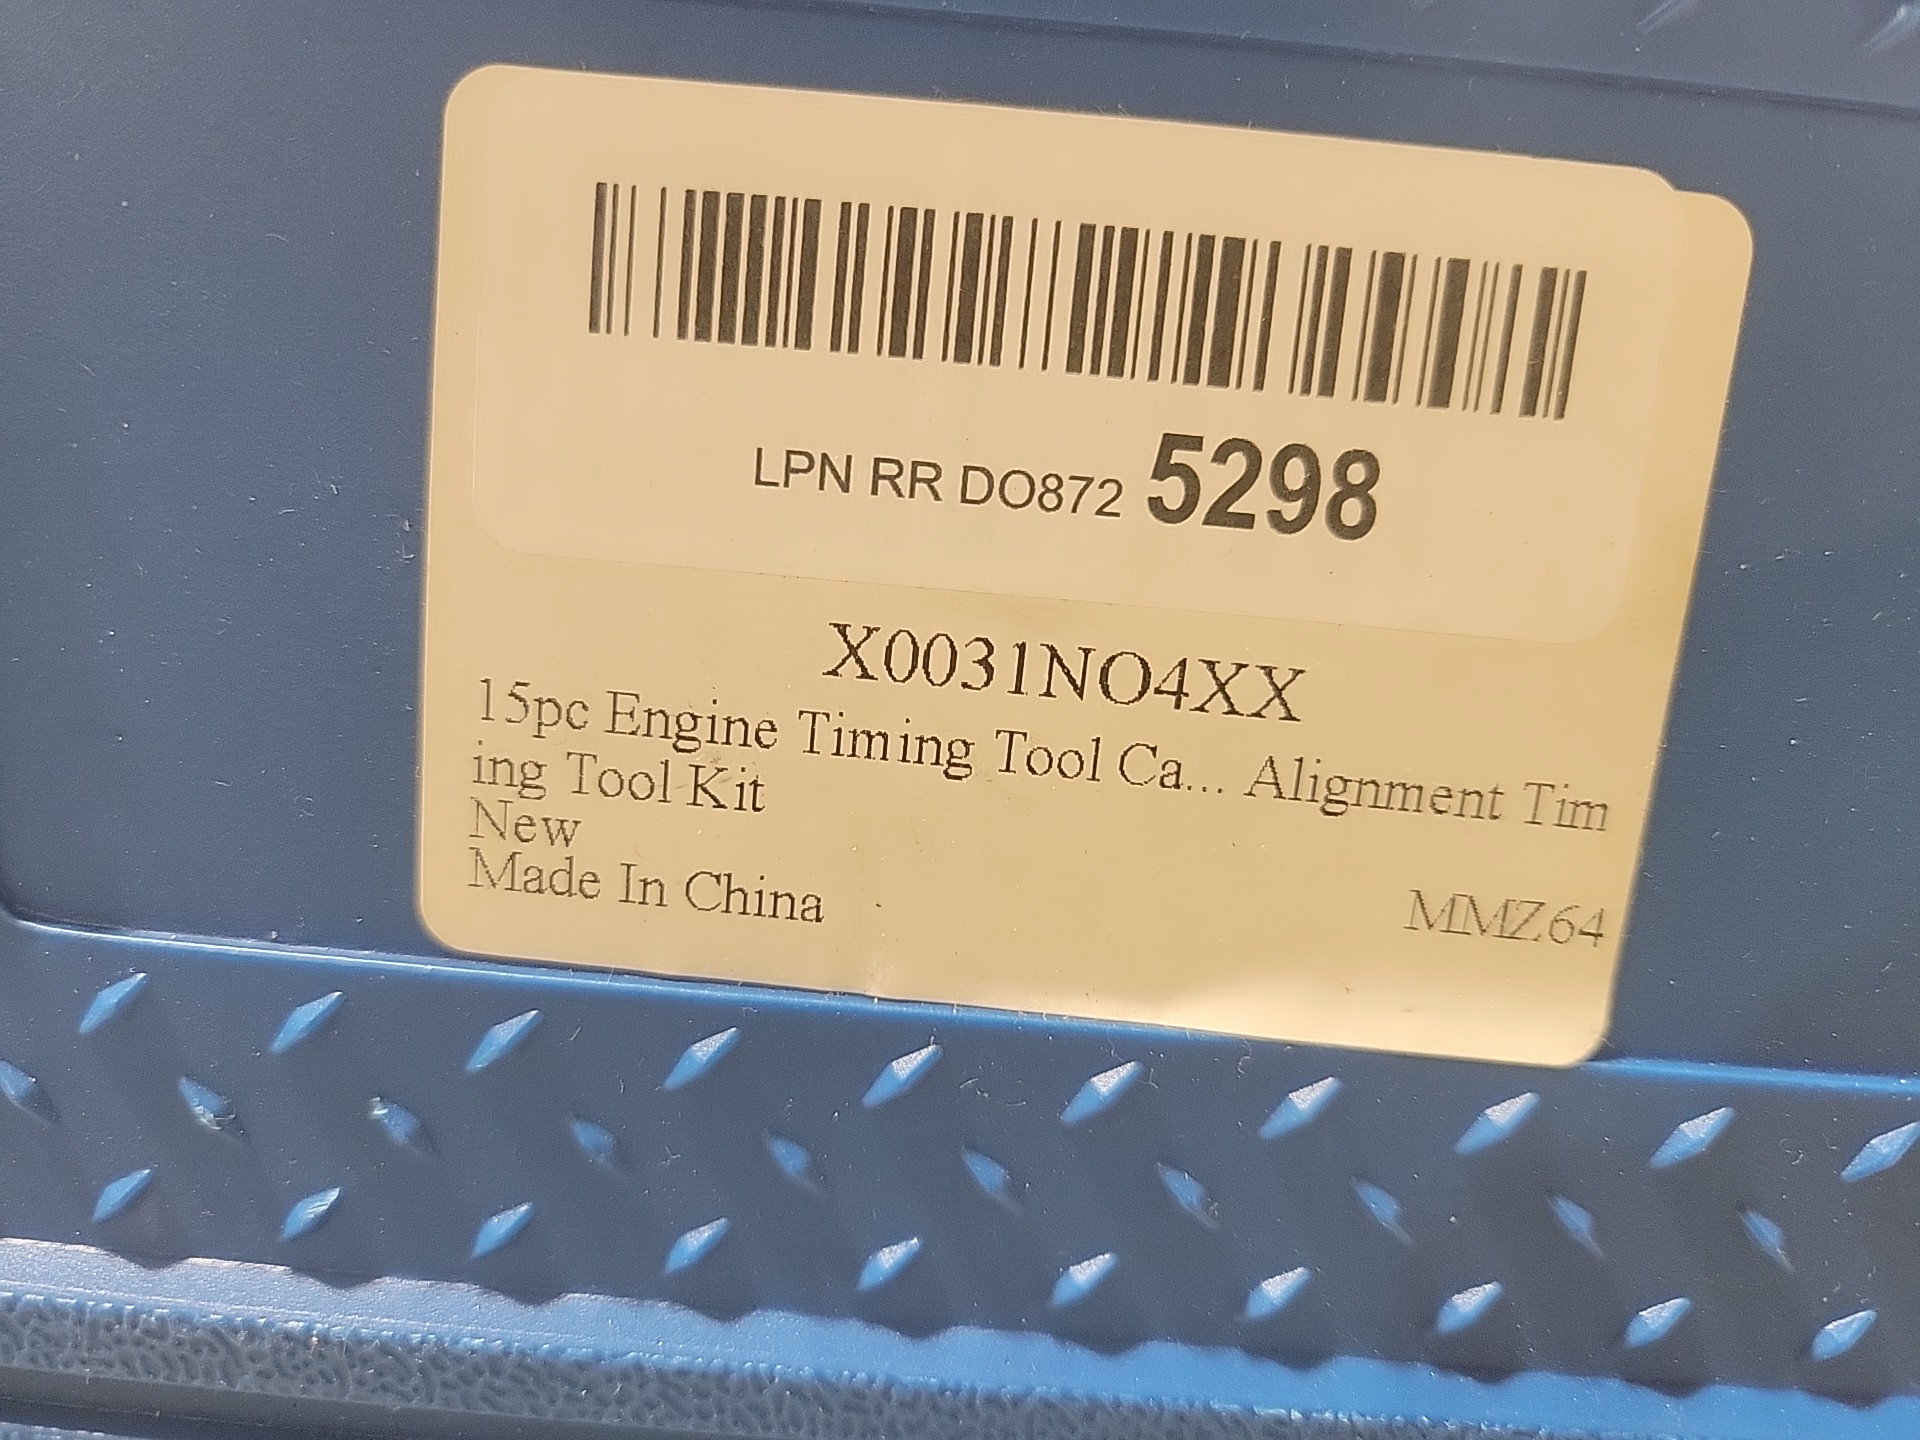 LPN RR DO872 5298
X0031NO4XX
15pc Engine Timing Tool Ca... Alignment Tim
ing Tool Kit
New
Made In China
MMZ64